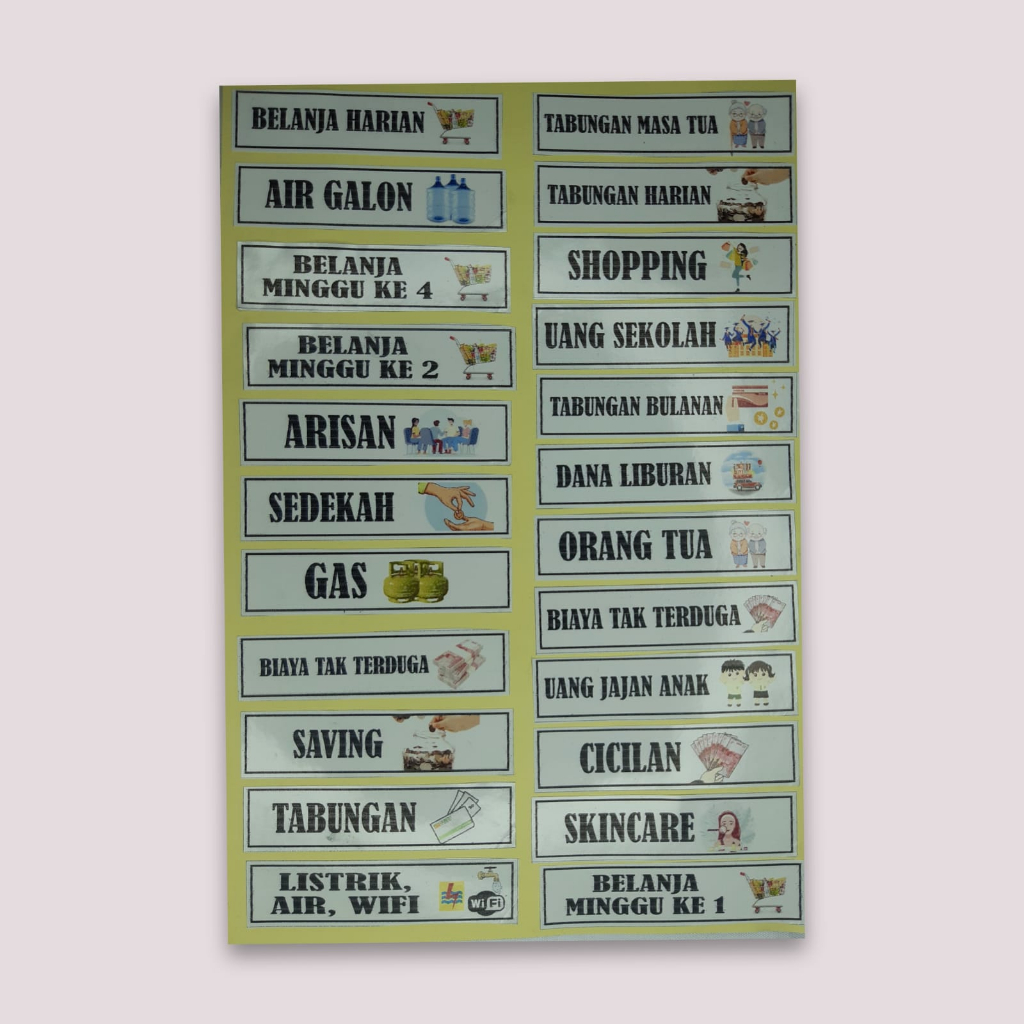 BELANJA HARIAN
AIR GALON
BELANJA
MINGGU KE 4
BELANJA
MINGGU KE 2
ARISAN
SEDEKAH
GAS
BIAYA TAK TERDUGA
SAVING
TABUNGAN
LISTRIK,
AIR, WIFI
WiFi
TABUNGAN MASA TUA
TABUNGAN HARIAN
SHOPPING
UANG SEKOLAH
TABUNGAN BULANAN
DANA LIBURAN
ORANG TUA
BIAYA TAK TERDUGA
UANG JAJAN ANAK
CICILAN
SKINCARE
BELANJA
MINGGU KE 1